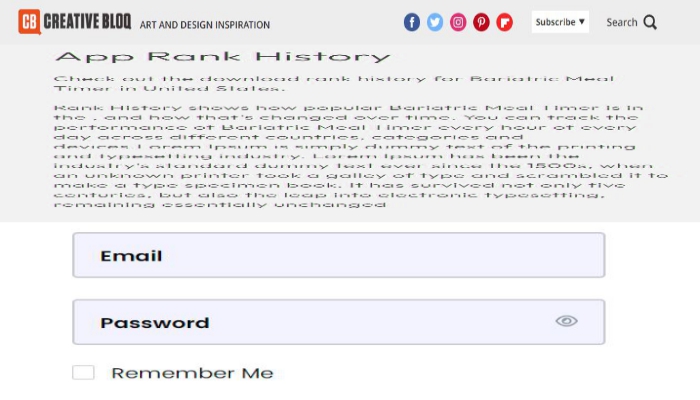 CB CREATIVE BLOQ ART AND DESIGN INSPIRATION Subscribe ▼ Search
App Rank History
Check out the download rank history for Bariatric Meal
Timer in United States.
Rank History shows how popular Bariatric Meal Timer is in
the , and how that's changed over time. You can track the
performance of Bariatric Meal Timer every hour of every
day across different countries, categories and
devices.Lorem Ipsum is simply dummy text of the printing
and typesetting industry. Lorem Ipsum has been the
industry's standard dummy text ever since the 1500s, when
an unknown printer took a galley of type and scrambled it to
make a type specimen book. It has survived not only five
centuries, but also the leap into electronic typesetting,
remaining essentially unchanged
Email
Password
Remember Me